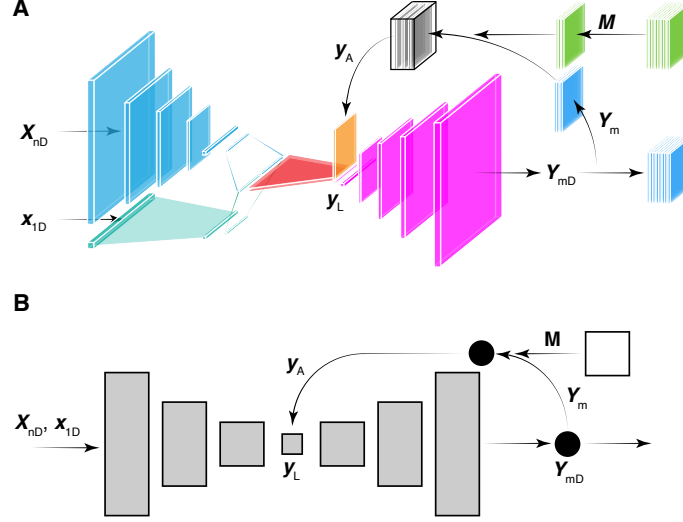 A
M
y_A
X_nD
Y_m
Y_mD
x_1D
y_L
B
M
y_A
Y_m
X_nD, x_1D
y_L
Y_mD